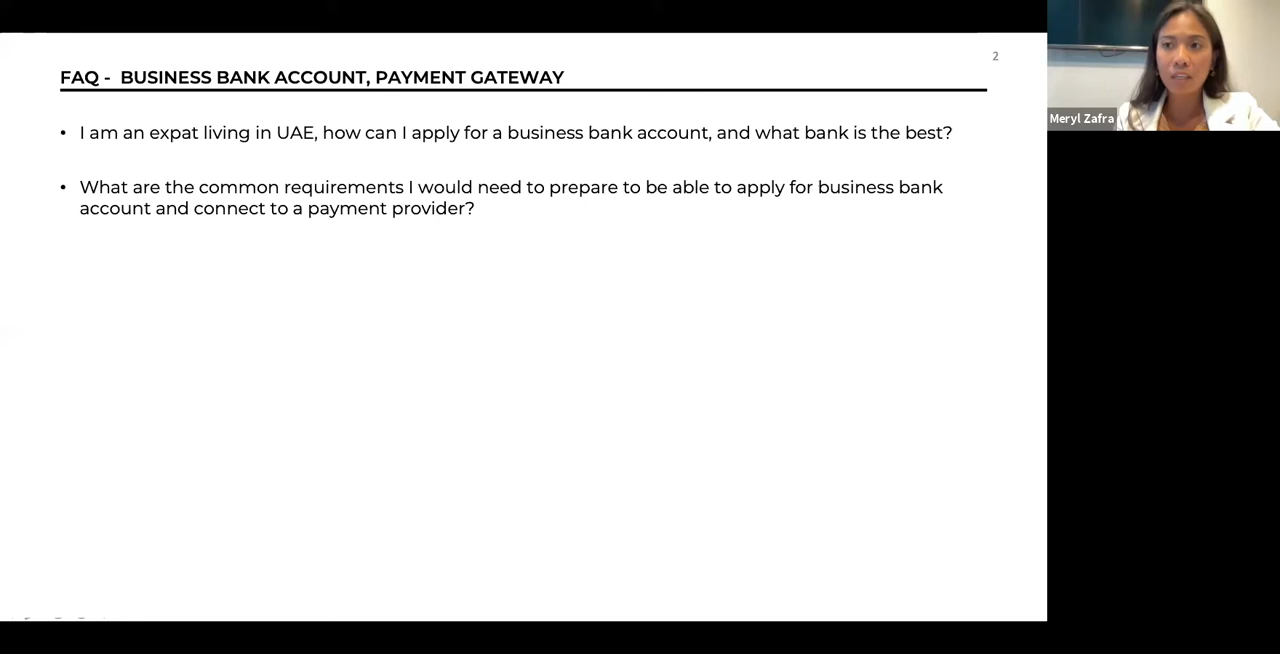 2
FAQ - BUSINESS BANK ACCOUNT, PAYMENT GATEWAY
• I am an expat living in UAE, how can I apply for a business bank account, and what bank is the best?
• What are the common requirements I would need to prepare to be able to apply for business bank
account and connect to a payment provider?
Meryl Zafra